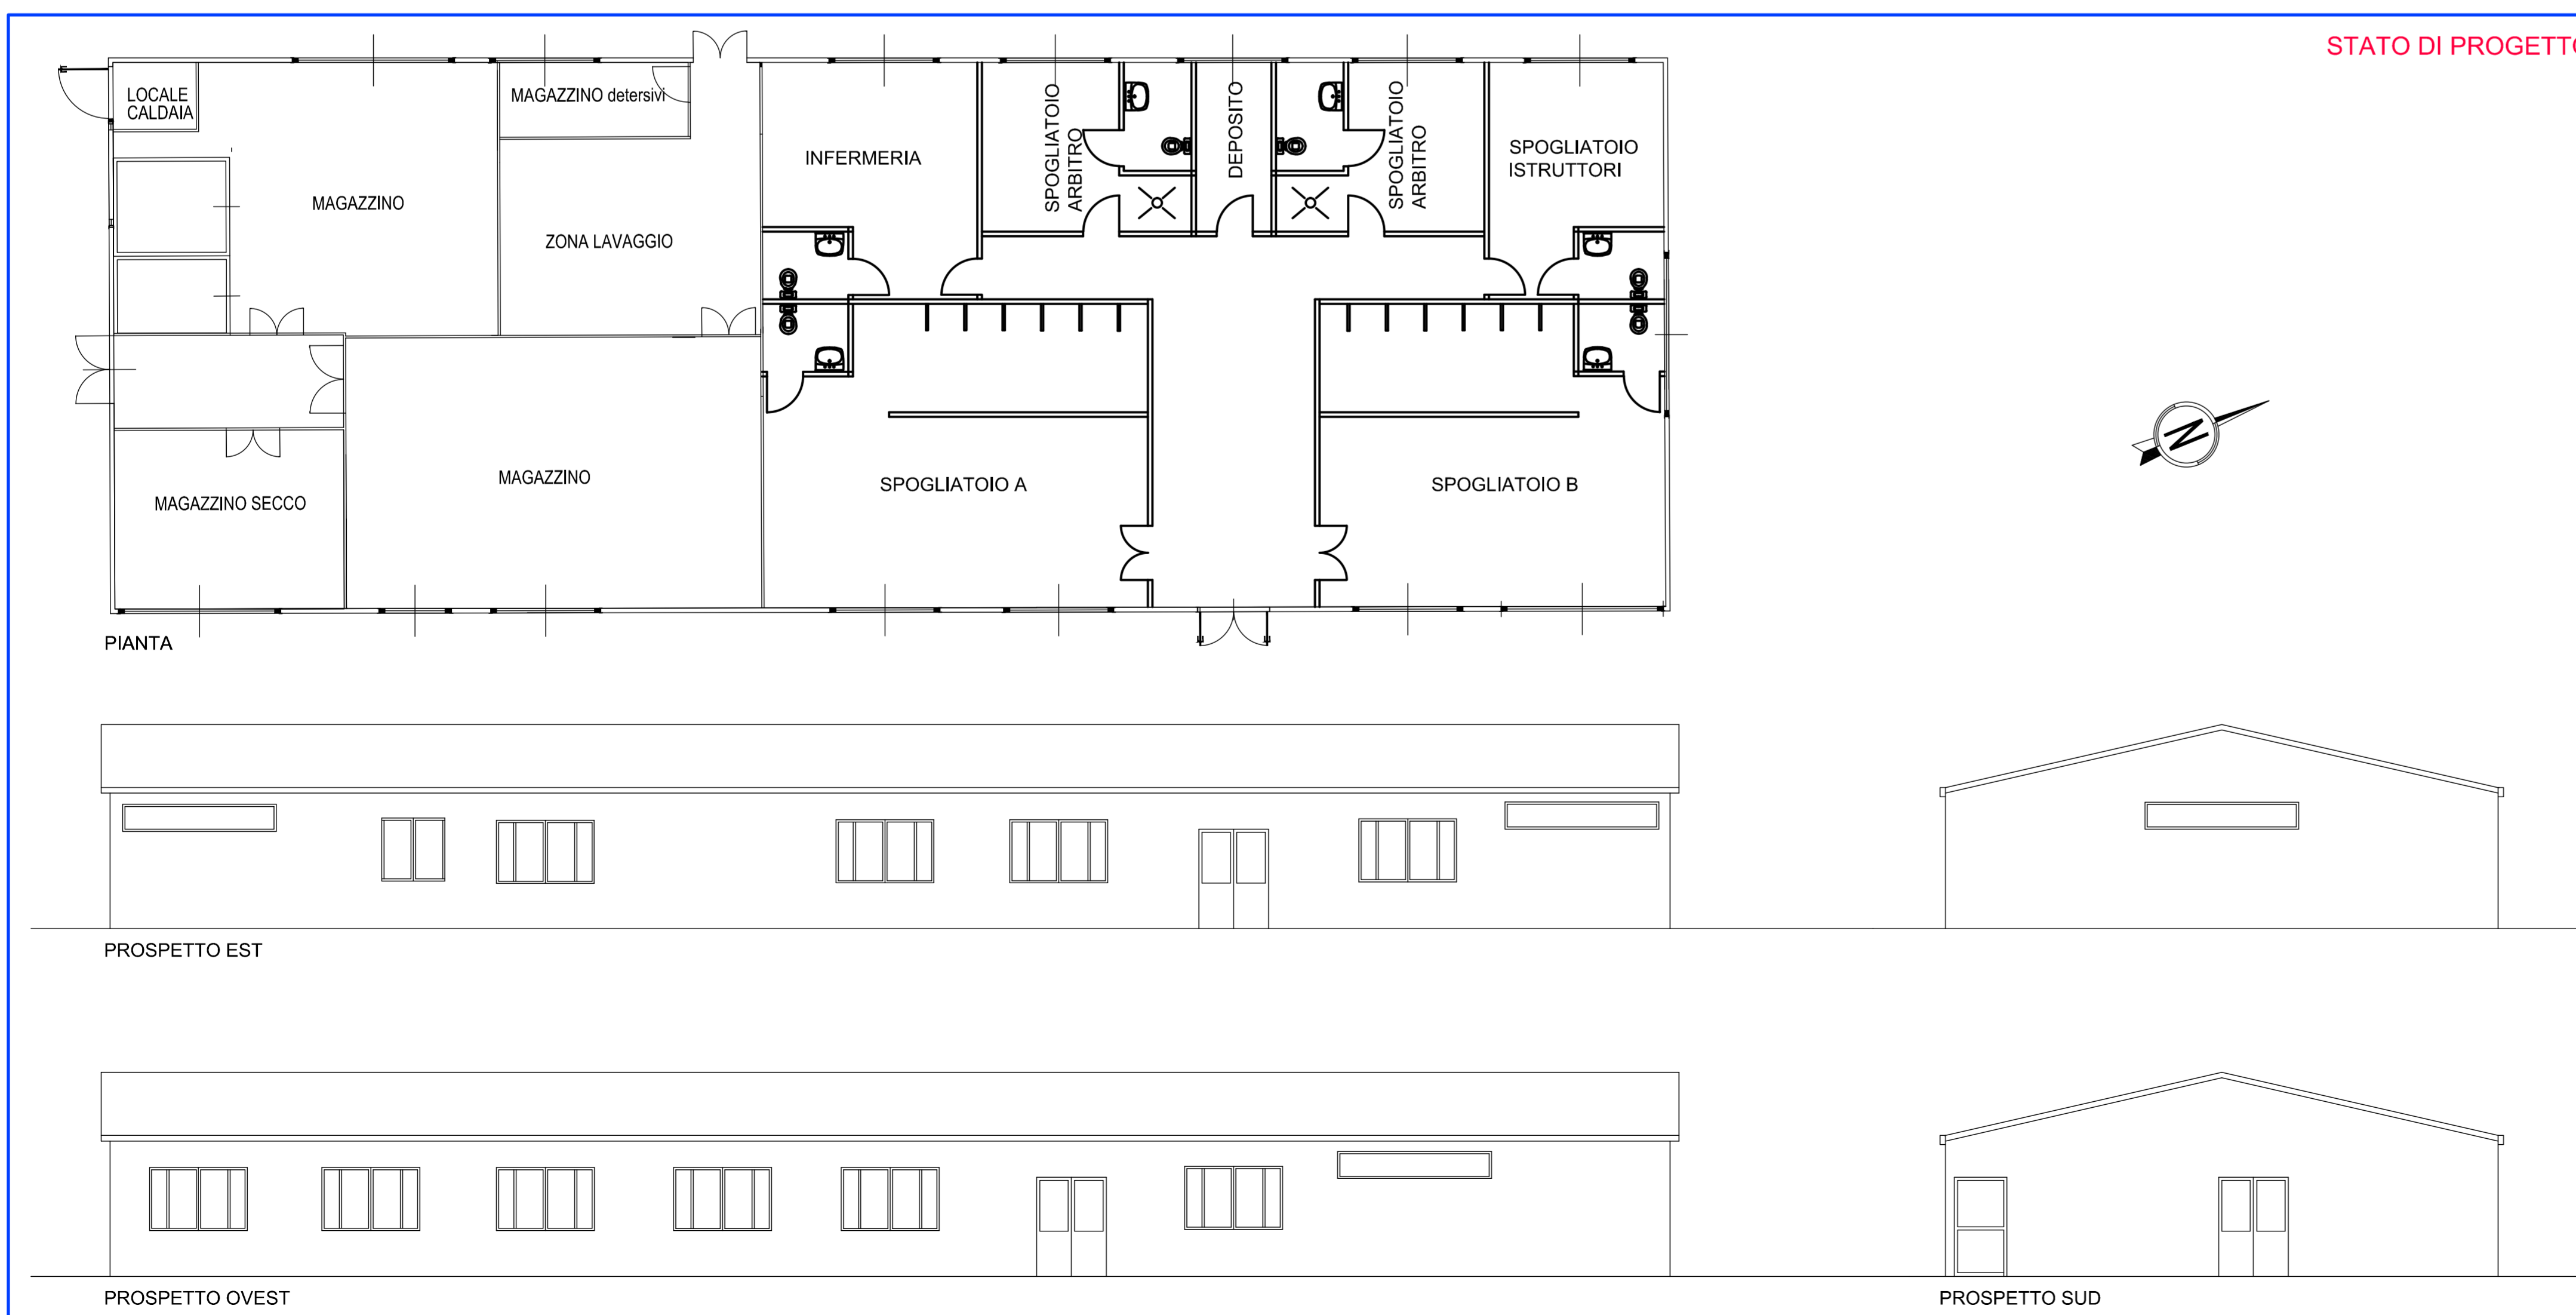 STATO DI PROGETTO
LOCALE
CALDAIA
MAGAZZINO detersivi
MAGAZZINO
ZONA LAVAGGIO
INFERMERIA
SPOGLIATOIO
ARBITRO
DEPOSITO
SPOGLIATOIO
ARBITRO
SPOGLIATOIO
ISTRUTTORI
MAGAZZINO SECCO
MAGAZZINO
SPOGLIATOIO A
SPOGLIATOIO B
N
PIANTA
PROSPETTO EST
PROSPETTO OVEST
PROSPETTO SUD